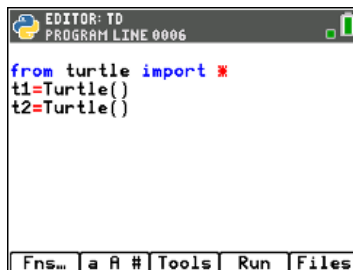 EDITOR: TD
PROGRAM LINE 0006
from turtle import *
t1=Turtle()
t2=Turtle()
Fns… a A # Tools Run Files